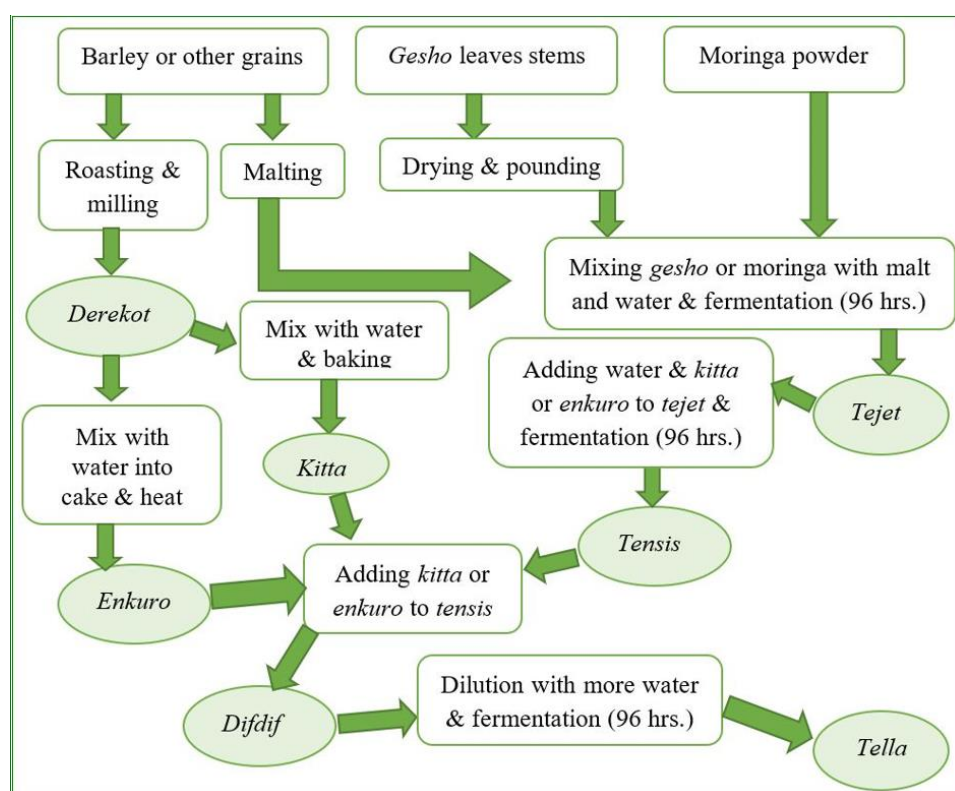 Barley or other grains
Gesho leaves stems
Moringa powder
Roasting &
milling
Malting
Drying & pounding
Mixing gesho or moringa with malt
and water & fermentation (96 hrs.)
Derekot
Mix with water
& baking
Adding water & kitta
or enkuro to tejet &
fermentation (96 hrs.)
Tejet
Mix with
water into
cake & heat
Kitta
Tensis
Enkuro
Adding kitta or
enkuro to tensis
Difdif
Dilution with more water
& fermentation (96 hrs.)
Tella